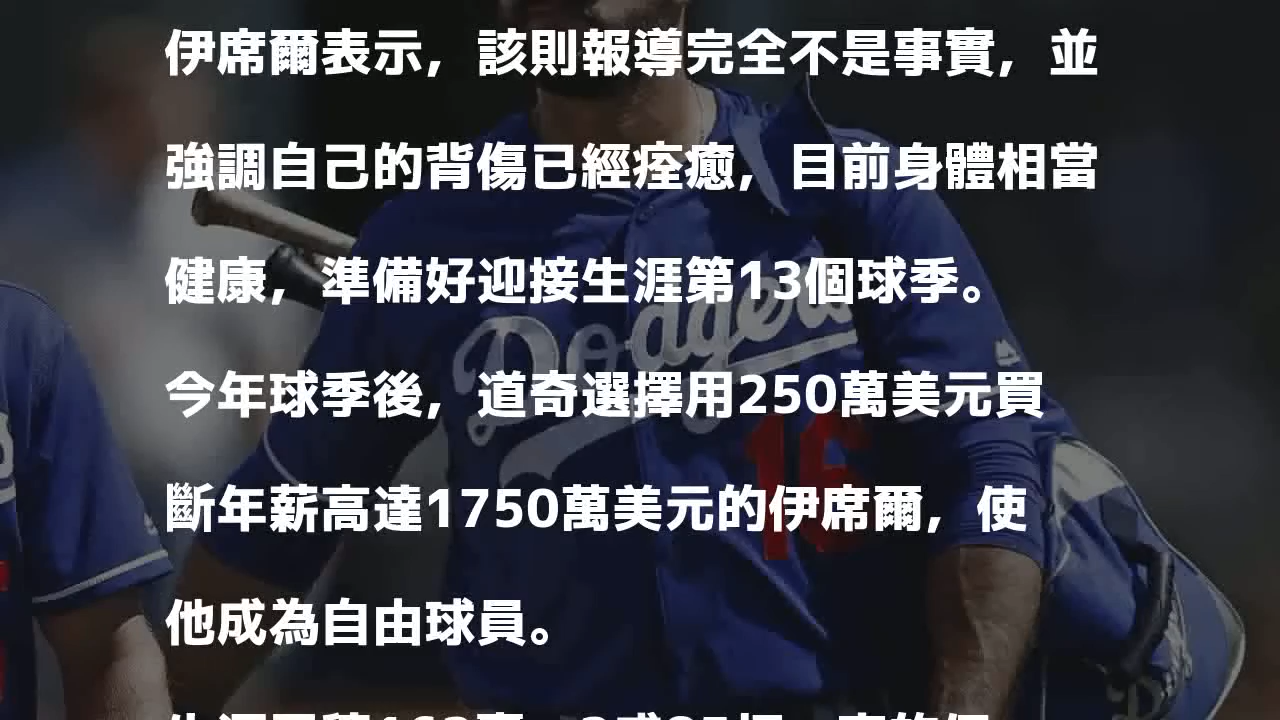 伊席爾表示，該則報導完全不是事實，並
強調自己的背傷已經痊癒，目前身體相當
健康，準備好迎接生涯第13個球季。
今年球季後，道奇選擇用250萬美元買
斷年薪高達1750萬美元的伊席爾，使
他成為自由球員。
Dodgers
16